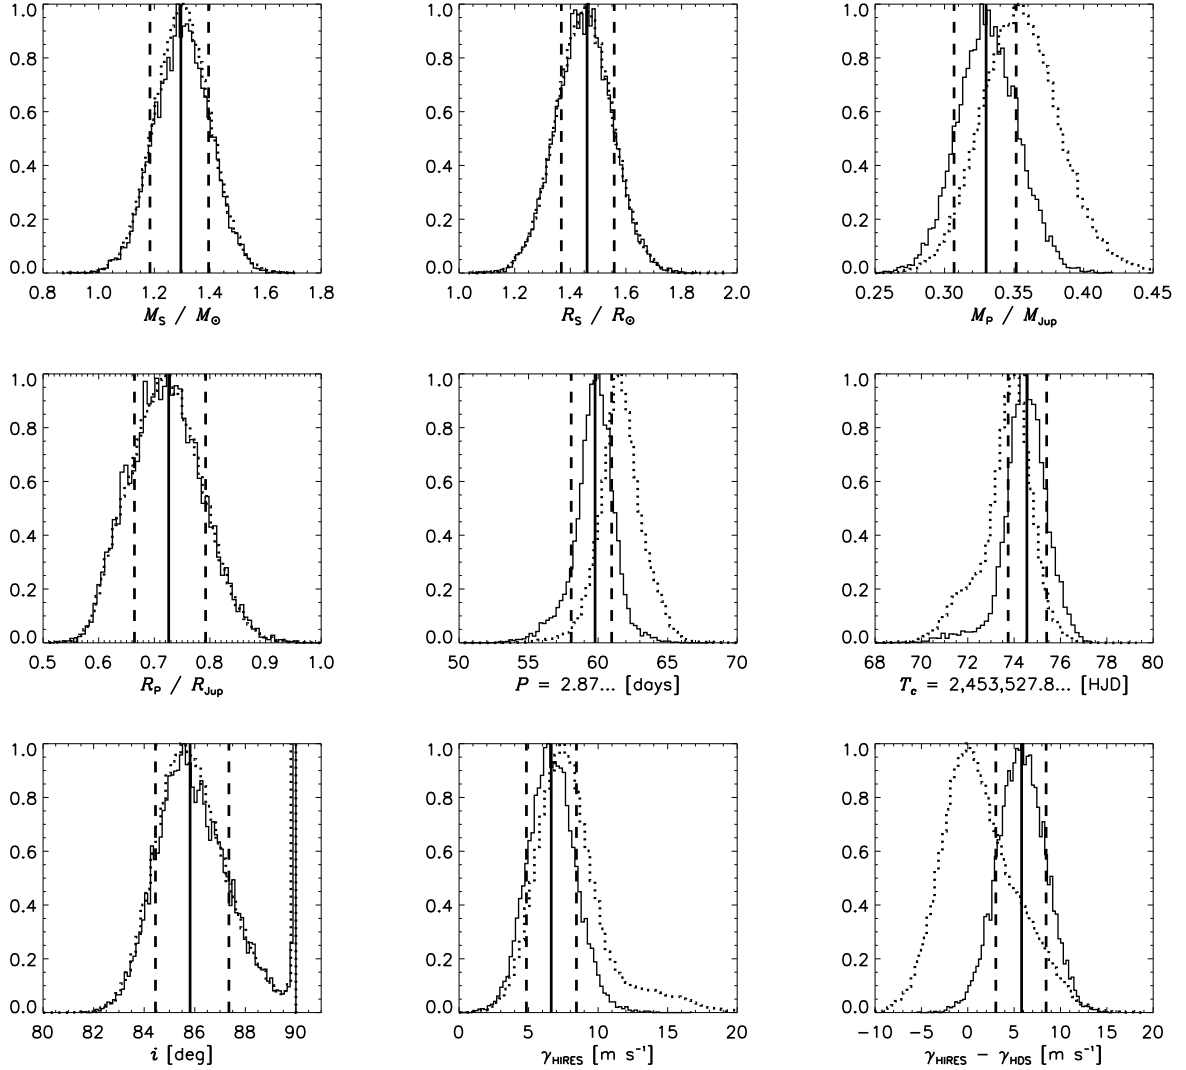 1.0 1.0 1.0
0.8 0.8 0.8
0.6 0.6 0.6
0.4 0.4 0.4
0.2 0.2 0.2
0.0 0.0 0.0
0.8 1.0 1.2 1.4 1.6 1.8 1.0 1.2 1.4 1.6 1.8 2.0 0.25 0.30 0.35 0.40 0.45
M_S / M_⊙ R_S / R_⊙ M_P / M_Jup
1.0 1.0 1.0
0.8 0.8 0.8
0.6 0.6 0.6
0.4 0.4 0.4
0.2 0.2 0.2
0.0 0.0 0.0
0.5 0.6 0.7 0.8 0.9 1.0 50 55 60 65 70 68 70 72 74 76 78 80
R_P / R_Jup P = 2.87... [days] T_c = 2,453,527.8... [HJD]
1.0 1.0 1.0
0.8 0.8 0.8
0.6 0.6 0.6
0.4 0.4 0.4
0.2 0.2 0.2
0.0 0.0 0.0
80 82 84 86 88 90 0 5 10 15 20 −10 −5 0 5 10 15 20
i [deg] γ_HIRES [m s⁻¹] γ_HIRES − γ_HDS [m s⁻¹]